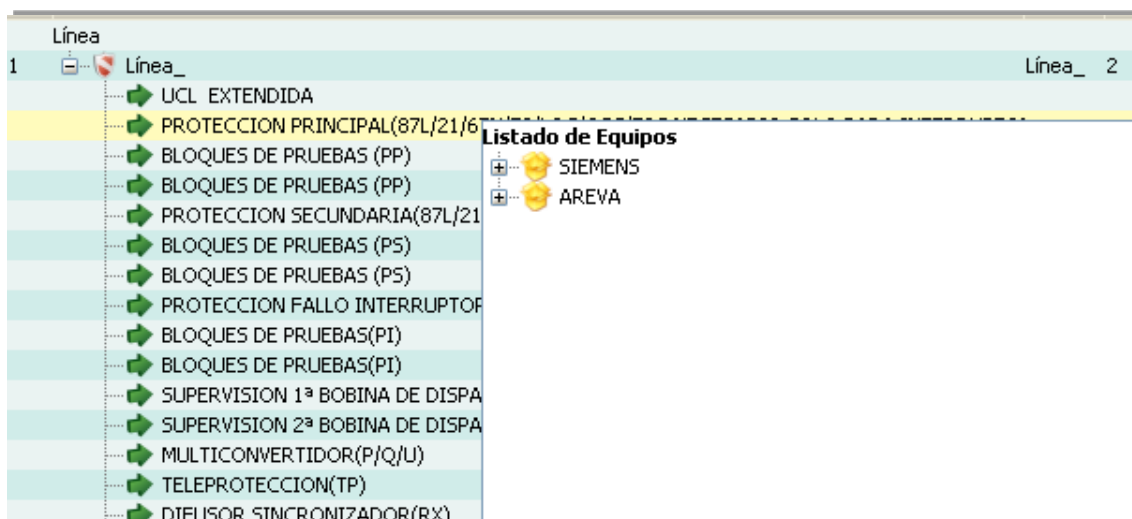 Línea
1 Línea_ Línea_ 2
UCL EXTENDIDA
PROTECCION PRINCIPAL(87L/21/
Listado de Equipos
SIEMENS
AREVA
BLOQUES DE PRUEBAS (PP)
BLOQUES DE PRUEBAS (PP)
PROTECCION SECUNDARIA(87L/21
BLOQUES DE PRUEBAS (PS)
BLOQUES DE PRUEBAS (PS)
PROTECCION FALLO INTERRUPTOR
BLOQUES DE PRUEBAS(PI)
BLOQUES DE PRUEBAS(PI)
SUPERVISION 1ª BOBINA DE DISPA
SUPERVISION 2ª BOBINA DE DISPA
MULTICONVERTIDOR(P/Q/U)
TELEPROTECCION(TP)
DIFUSOR SINCRONIZADOR(RX)